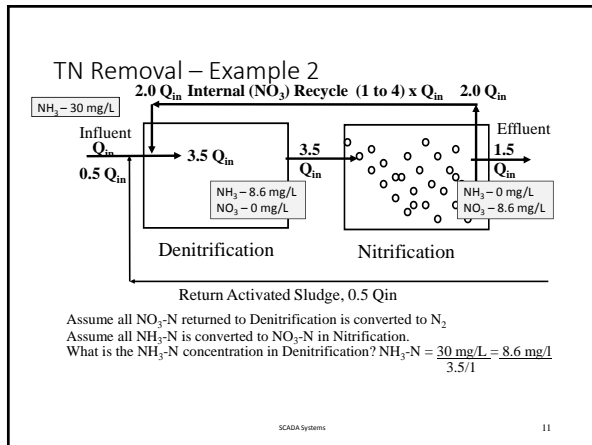 TN Removal – Example 2
2.0 Qin Internal (NO3) Recycle (1 to 4) x Qin 2.0 Qin
NH3 – 30 mg/L
Influent
Effluent
Qin
3.5 Qin
3.5
Qin
1.5
Qin
0.5 Qin
NH3 – 8.6 mg/L
NO3 – 0 mg/L
NH3 – 0 mg/L
NO3 – 8.6 mg/L
Denitrification
Nitrification
Return Activated Sludge, 0.5 Qin
Assume all NO3-N returned to Denitrification is converted to N2
Assume all NH3-N is converted to NO3-N in Nitrification.
What is the NH3-N concentration in Denitrification? NH3-N = 30 mg/L = 8.6 mg/l
3.5/1
SCADA Systems
11